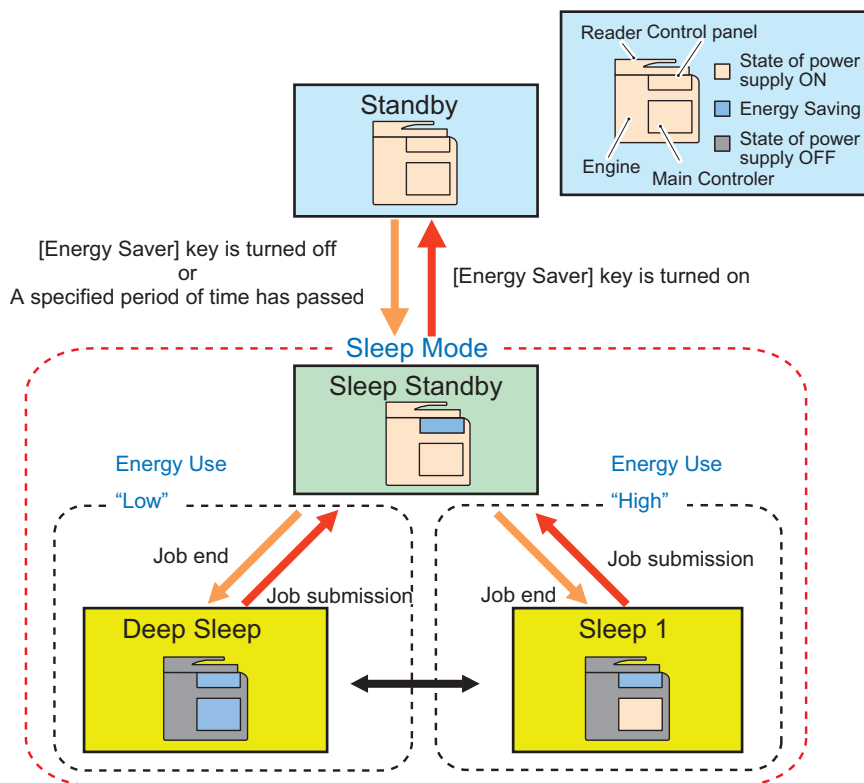 Reader Control panel
State of power
supply ON
Energy Saving
State of power
supply OFF
Engine
Main Controler
Standby
[Energy Saver] key is turned off
or
A specified period of time has passed
[Energy Saver] key is turned on
Sleep Mode
Sleep Standby
Energy Use
“Low”
Energy Use
“High”
Job end
Job submission
Job submission
Job end
Deep Sleep
Sleep 1